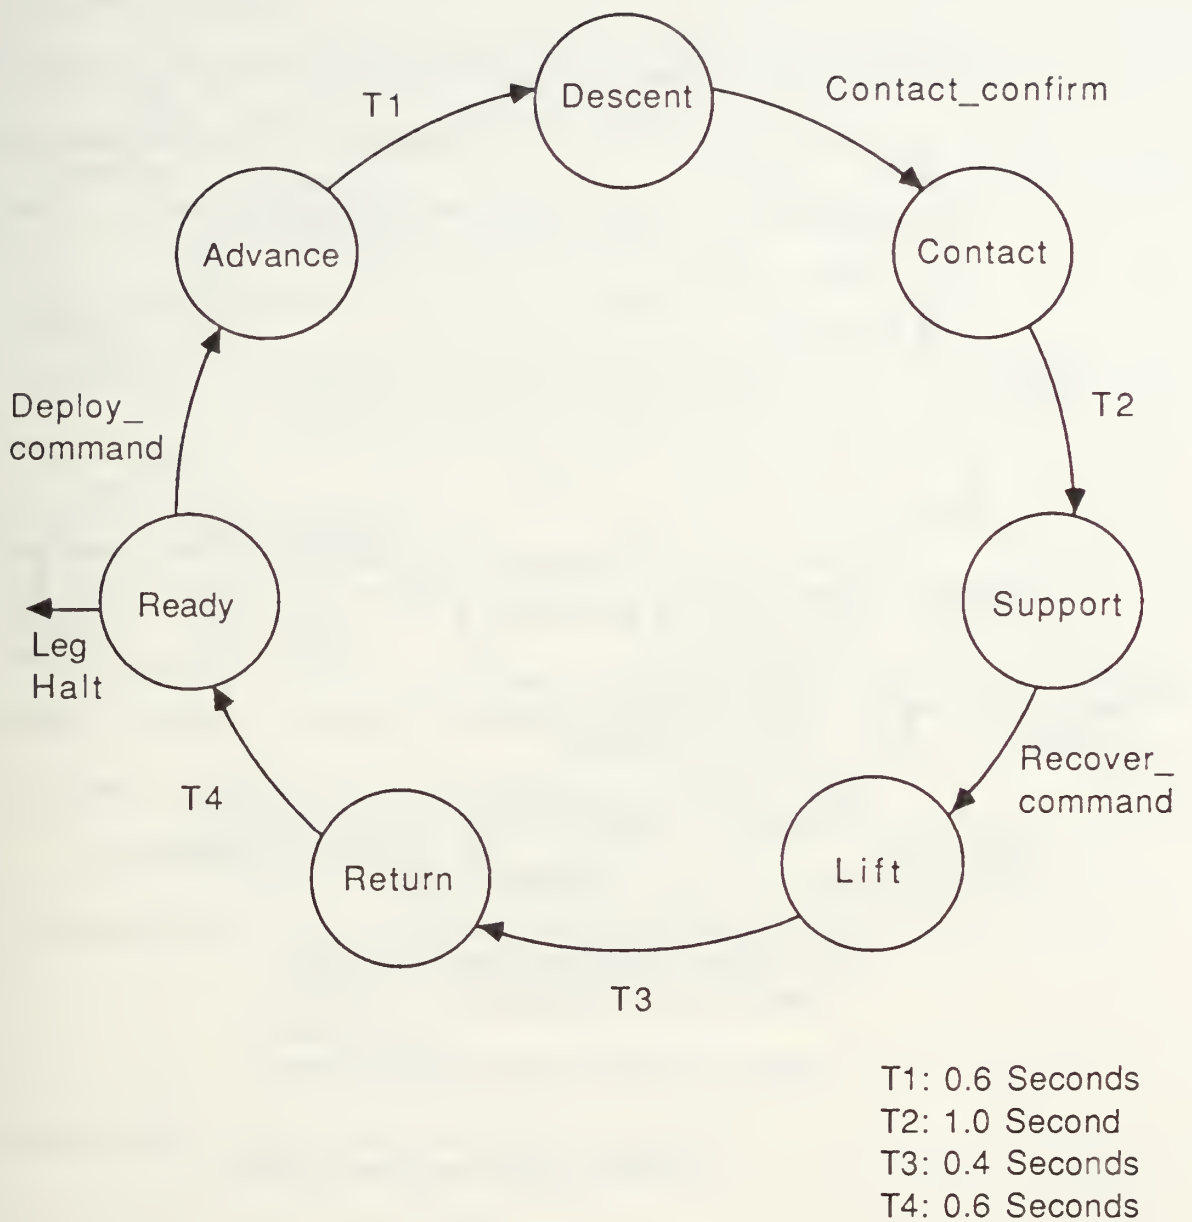 Descent
Contact_confirm
T1
Advance
Contact
Deploy_
command
T2
Ready
Support
Leg
Halt
Recover_
command
T4
Return
Lift
T3
T1: 0.6 Seconds
T2: 1.0 Second
T3: 0.4 Seconds
T4: 0.6 Seconds